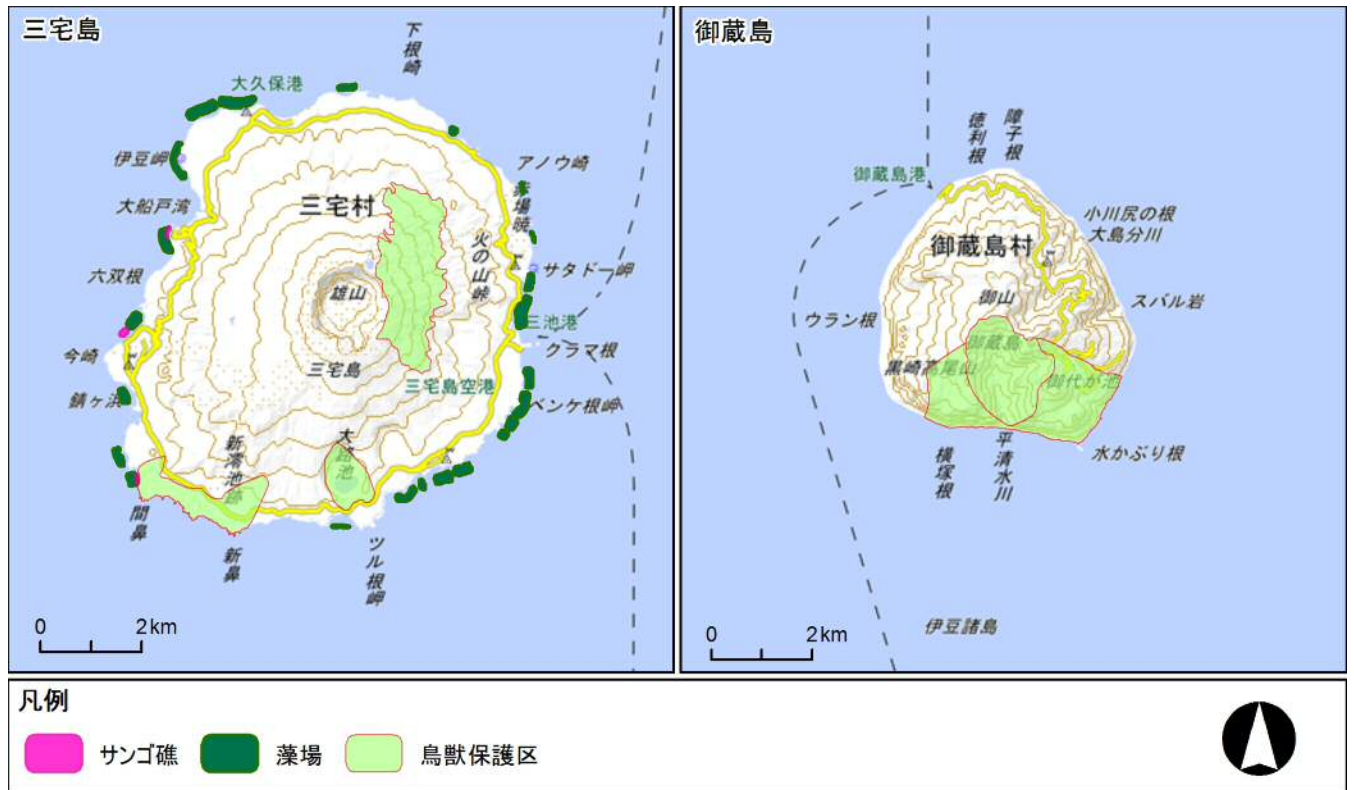 三宅島
下根崎
大久保港
伊豆岬
アノウ崎
大船戸湾
三宅村
火の山峠
六双根
サタドー岬
雄山
三池港
今崎
クラマ根
三宅島
三宅島空港
錆ヶ浜
ベンケ根岬
新澪池跡
大路池
間鼻
新鼻
ツル根岬
0 2km
御蔵島
徳利根
障子根
御蔵島港
小川尻の根
大島分川
御蔵島村
御山
スバル岩
ウラン根
御蔵島
黒崎高尾山
御代が池
横塚根
平清水川
水かぶり根
伊豆諸島
0 2km
凡例
サンゴ礁
藻場
鳥獣保護区